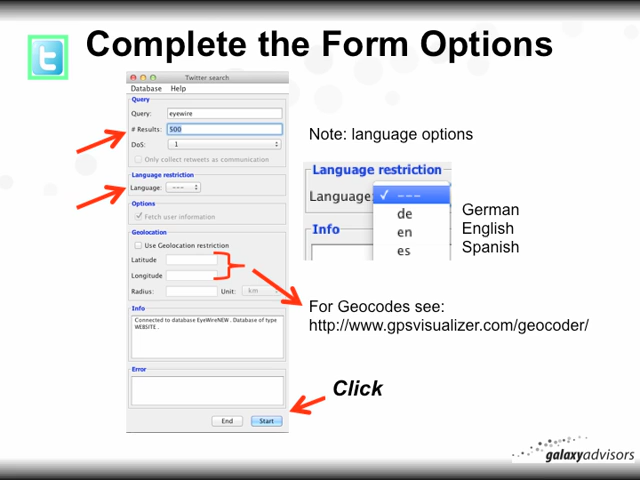 Complete the Form Options
Twitter search
Database Help
Query
Query: eyewire
# Results: 500
DoS: 1
Only collect retweets as communication
Language restriction
Language: ---
Options
Fetch user information
Geolocation
Use Geolocation restriction
Latitude
Longitude
Radius: Unit: km
Info
Connected to database EyeWireNEW . Database of type
WEBSITE .
Error
End Start
Note: language options
Language restriction
Language: ✓ ---
de
en
es
Info
German
English
Spanish
For Geocodes see:
http://www.gpsvisualizer.com/geocoder/
Click
galaxyadvisors